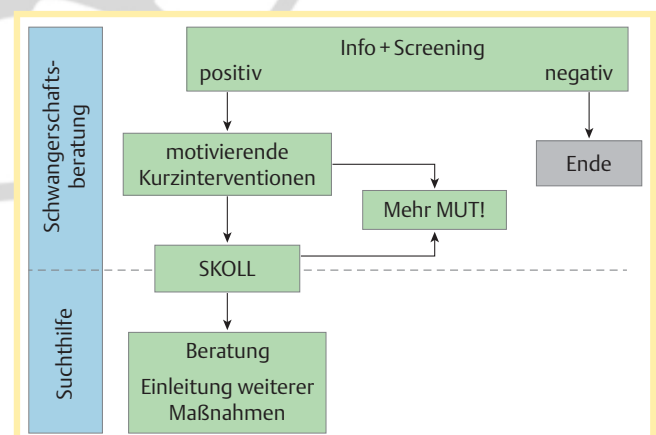 Schwangerschafts-
beratung
Info + Screening
positiv
negativ
motivierende
Kurzinterventionen
Ende
Mehr MUT!
SKOLL
Suchthilfe
Beratung
Einleitung weiterer
Maßnahmen